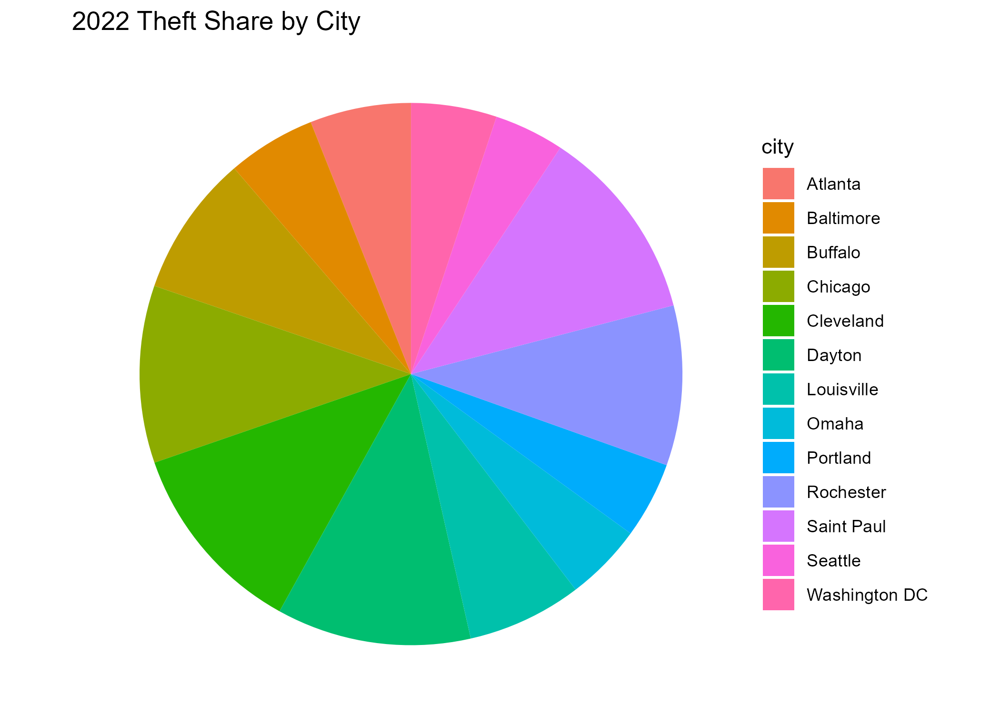 2022 Theft Share by City
city
Atlanta
Baltimore
Buffalo
Chicago
Cleveland
Dayton
Louisville
Omaha
Portland
Rochester
Saint Paul
Seattle
Washington DC